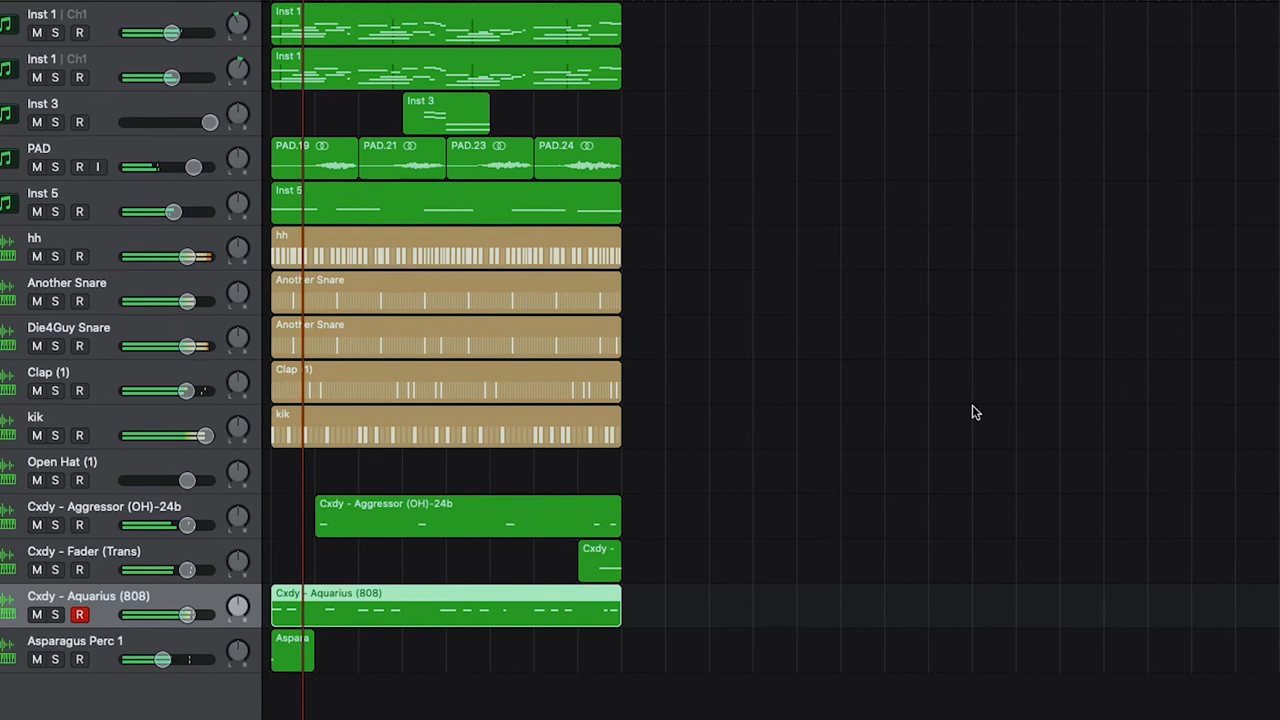 Inst 1 | Ch1
M S R
Inst 1
Inst 1 | Ch1
M S R
Inst 1
Inst 3
M S R
Inst 3
PAD
M S R I
PAD.19 PAD.21 PAD.23 PAD.24
Inst 5
M S R
Inst 5
hh
M S R
hh
Another Snare
M S R
Another Snare
Die4Guy Snare
M S R
Another Snare
Clap (1)
M S R
Clap (1)
kik
M S R
kik
Open Hat (1)
M S R
Cxdy - Aggressor (OH)-24b
M S R
Cxdy - Aggressor (OH)-24b
Cxdy - Fader (Trans)
M S R
Cxdy -
Cxdy - Aquarius (808)
M S R
Cxdy - Aquarius (808)
Asparagus Perc 1
M S R
Aspara